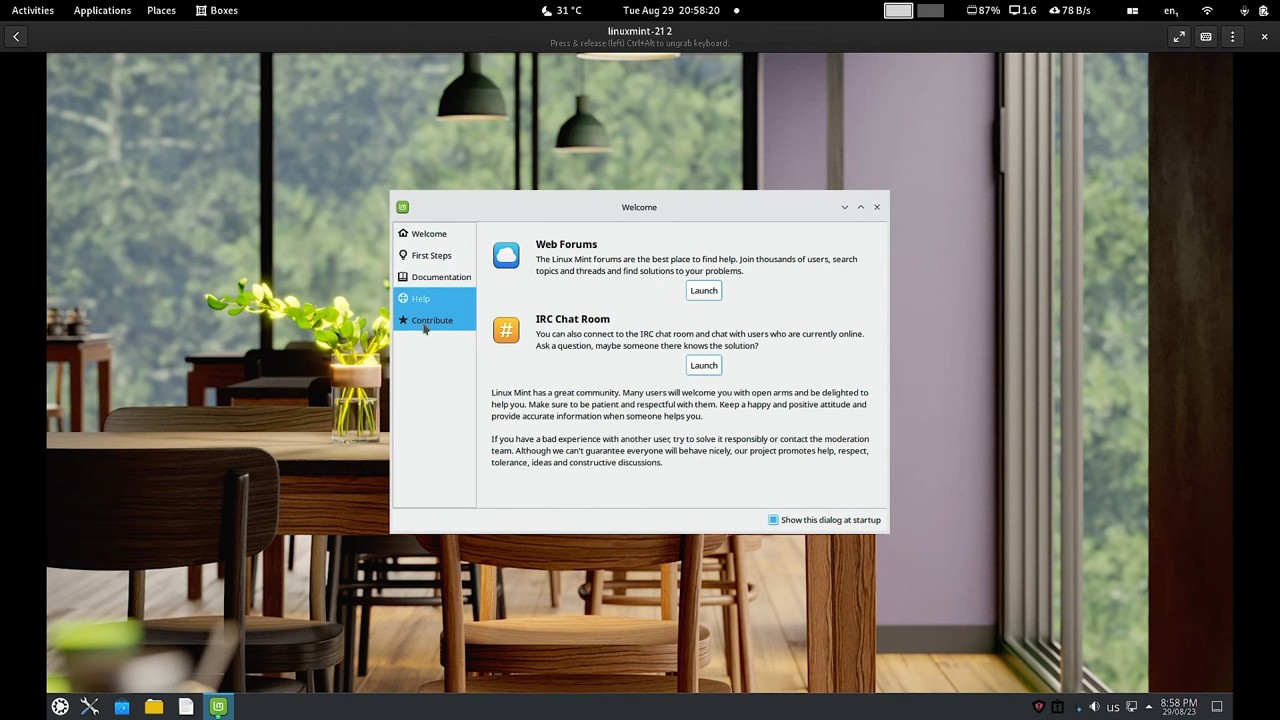 Activities Applications Places Boxes 31 °C Tue Aug 29 20:58:20 87% 1.6 78 B/s en₁
linuxmint-21 2
Press & release (left) Ctrl+Alt to ungrab keyboard.
Welcome
Welcome
First Steps
Documentation
Help
Contribute
Web Forums
The Linux Mint forums are the best place to find help. Join thousands of users, search
topics and threads and find solutions to your problems.
Launch
IRC Chat Room
You can also connect to the IRC chat room and chat with users who are currently online.
Ask a question, maybe someone there knows the solution?
Launch
Linux Mint has a great community. Many users will welcome you with open arms and be delighted to
help you. Make sure to be patient and respectful with them. Keep a happy and positive attitude and
provide accurate information when someone helps you.
If you have a bad experience with another user, try to solve it responsibly or contact the moderation
team. Although we can't guarantee everyone will behave nicely, our project promotes help, respect,
tolerance, ideas and constructive discussions.
Show this dialog at startup
us 8:58 PM
29/08/23